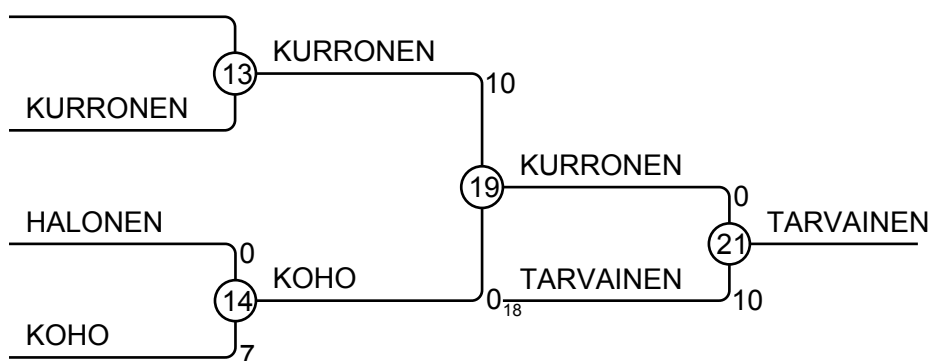 KURRONEN
13
10
KURRONEN
KURRONEN
19
0
HALONEN
TARVAINEN
21
0
KOHO
TARVAINEN
14
0
18
10
KOHO
7